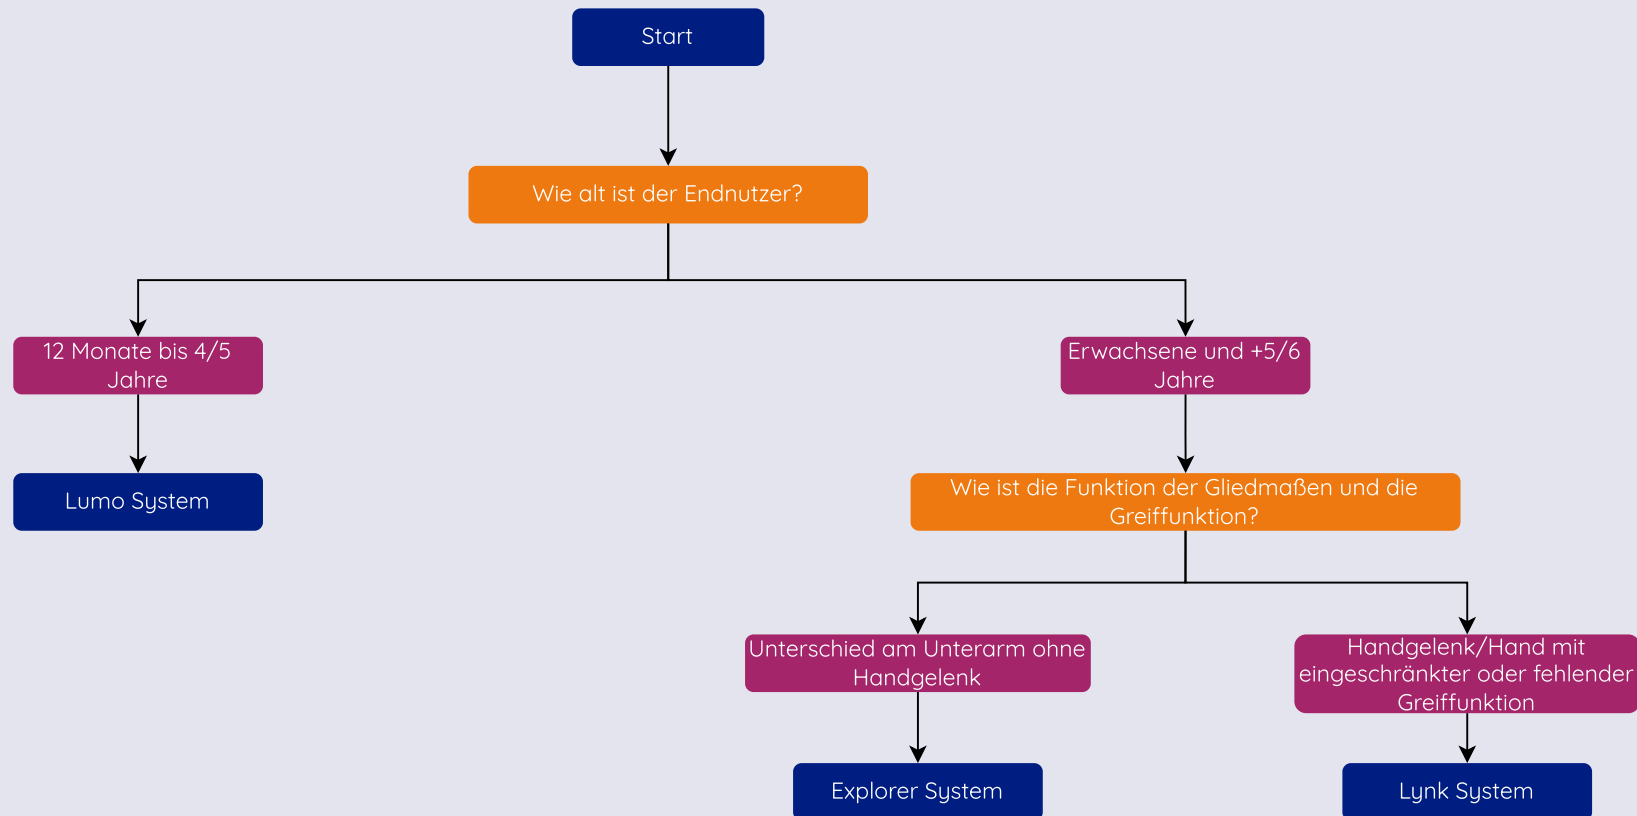 Start
Wie alt ist der Endnutzer?
12 Monate bis 4/5
Jahre
Erwachsene und +5/6
Jahre
Lumo System
Wie ist die Funktion der Gliedmaßen und die
Greiffunktion?
Unterschied am Unterarm ohne
Handgelenk
Handgelenk/Hand mit
eingeschränkter oder fehlender
Greiffunktion
Explorer System
Lynk System